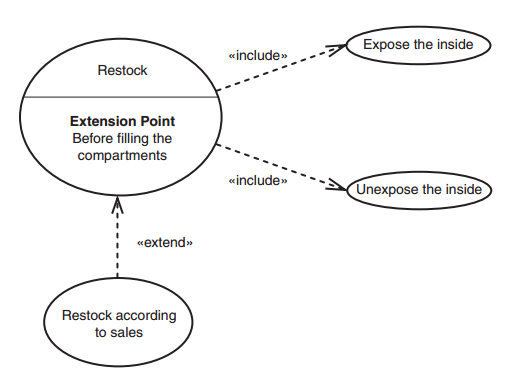 Restock
Extension Point
Before filling the
compartments
«include»
Expose the inside
«include»
Unexpose the inside
«extend»
Restock according
to sales